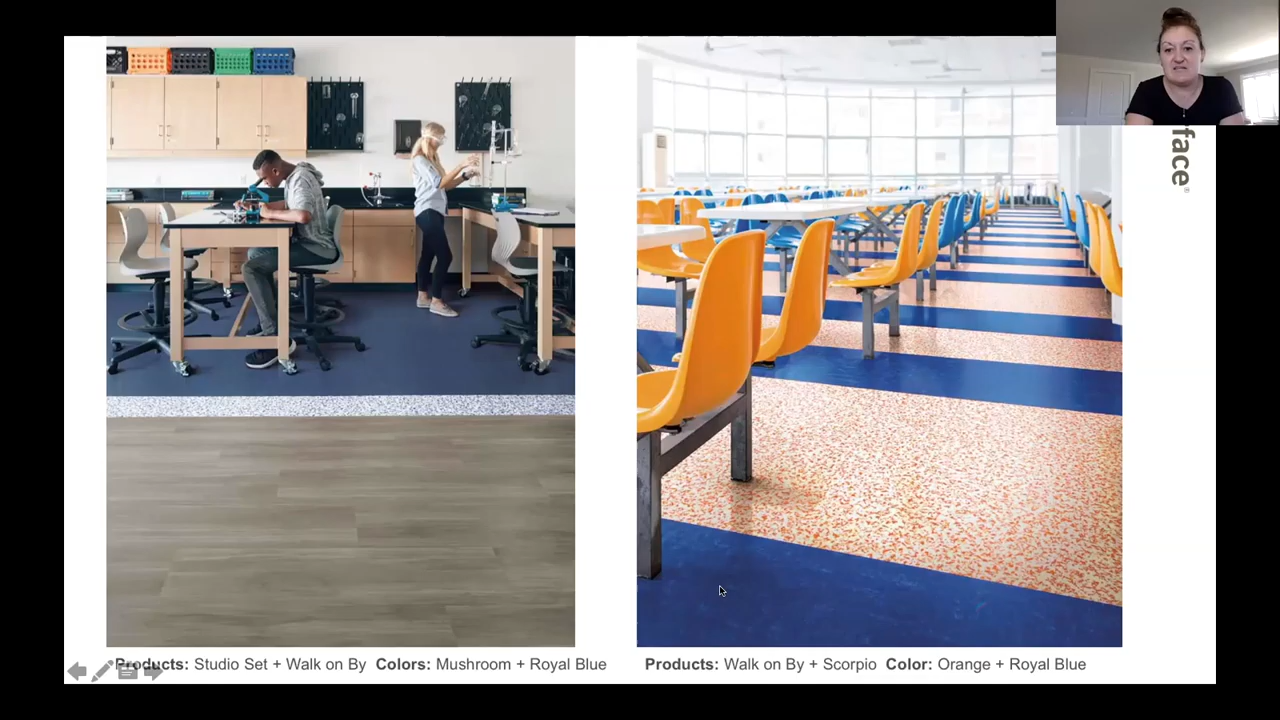 face®
Products: Studio Set + Walk on By  Colors: Mushroom + Royal Blue
Products: Walk on By + Scorpio  Color: Orange + Royal Blue